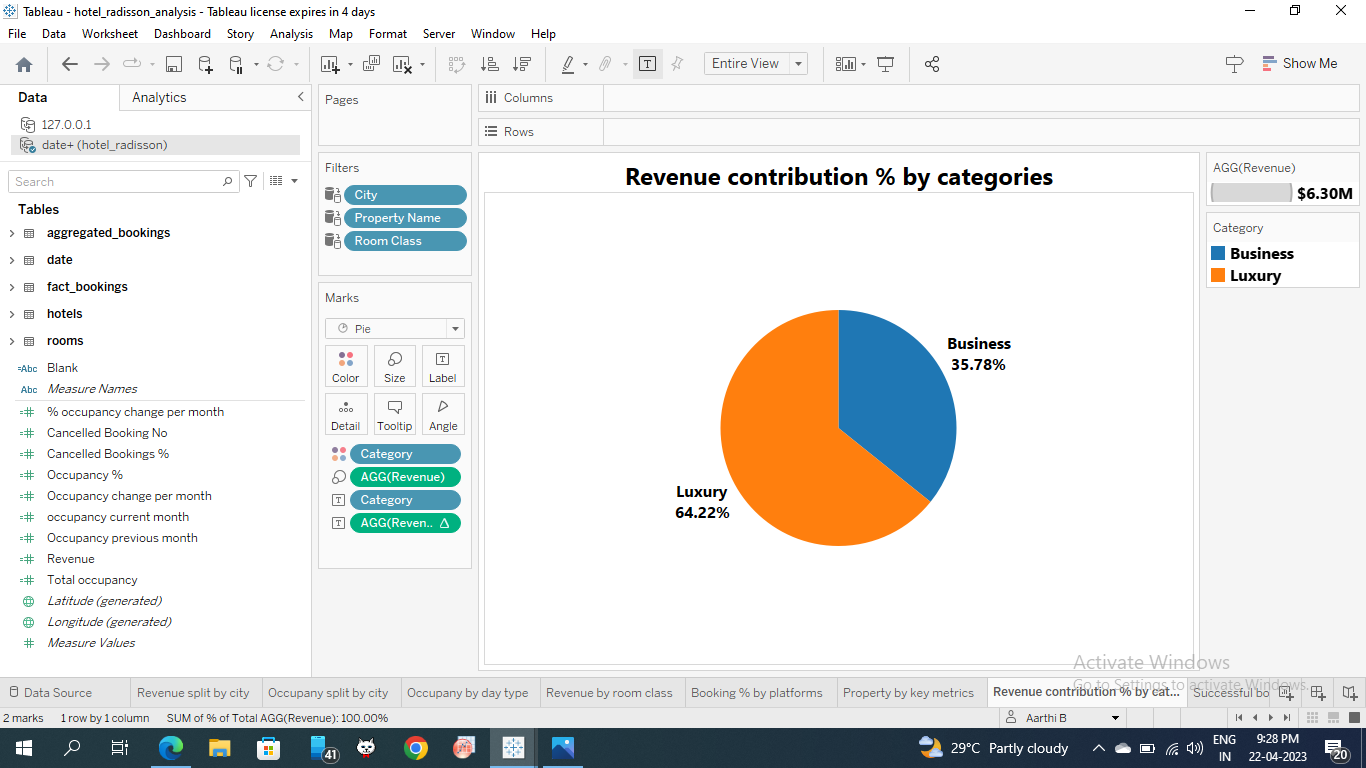 Tableau - hotel_radisson_analysis - Tableau license expires in 4 days
File Data Worksheet Dashboard Story Analysis Map Format Server Window Help
Entire View
Show Me
Data Analytics
127.0.0.1
date+ (hotel_radisson)
Search
Tables
aggregated_bookings
date
fact_bookings
hotels
rooms
=Abc Blank
Abc Measure Names
=# % occupancy change per month
=# Cancelled Booking No
=# Cancelled Bookings %
=# Occupancy %
=# Occupancy change per month
=# occupancy current month
=# Occupancy previous month
=# Revenue
=# Total occupancy
Latitude (generated)
Longitude (generated)
# Measure Values
Pages
Filters
City
Property Name
Room Class
Marks
Pie
Color Size Label
Detail Tooltip Angle
Category
AGG(Revenue)
Category
AGG(Reven.. Δ
Columns
Rows
Revenue contribution % by categories
Business
35.78%
Luxury
64.22%
AGG(Revenue)
$6.30M
Category
Business
Luxury
Activate Windows
Go to Settings to activate Windows.
Data Source Revenue split by city Occupany split by city Occupany by day type Revenue by room class Booking % by platforms Property by key metrics Revenue contribution % by cat... Successful bo
2 marks 1 row by 1 column SUM of % of Total AGG(Revenue): 100.00% Aarthi B
41
29°C Partly cloudy
ENG
IN
9:28 PM
22-04-2023
20